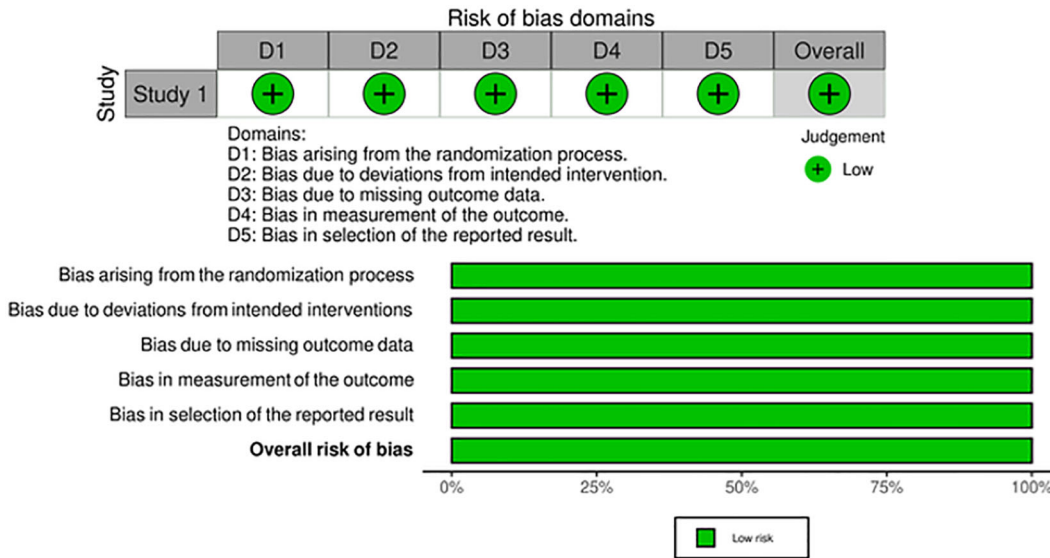 Risk of bias domains
D1 D2 D3 D4 D5 Overall
Study
Study 1 + + + + + +
Domains:
D1: Bias arising from the randomization process.
D2: Bias due to deviations from intended intervention.
D3: Bias due to missing outcome data.
D4: Bias in measurement of the outcome.
D5: Bias in selection of the reported result.
Judgement
+ Low
Bias arising from the randomization process
Bias due to deviations from intended interventions
Bias due to missing outcome data
Bias in measurement of the outcome
Bias in selection of the reported result
Overall risk of bias
0% 25% 50% 75% 100%
Low risk